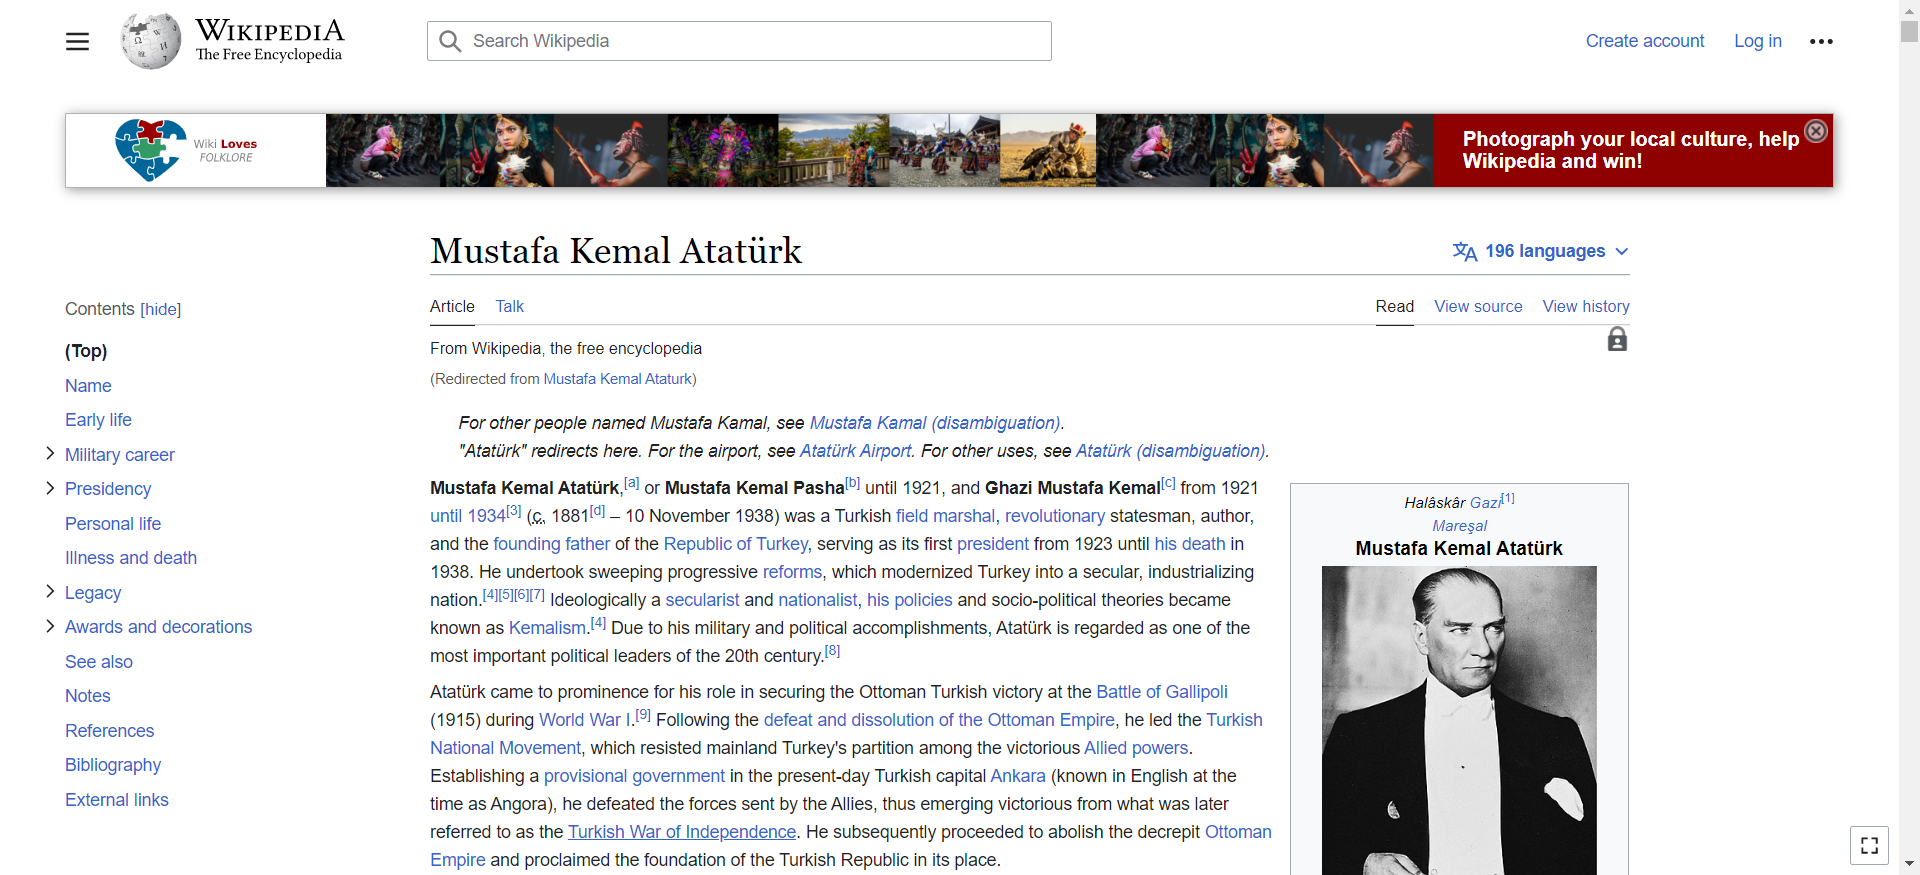 WIKIPEDIA
The Free Encyclopedia
Search Wikipedia
Create account
Log in
Wiki Loves
FOLKLORE
Photograph your local culture, help
Wikipedia and win!
Mustafa Kemal Atatürk
196 languages
Contents [hide]
(Top)
Name
Early life
Military career
Presidency
Personal life
Illness and death
Legacy
Awards and decorations
See also
Notes
References
Bibliography
External links
Article
Talk
Read
View source
View history
From Wikipedia, the free encyclopedia
(Redirected from Mustafa Kemal Ataturk)
For other people named Mustafa Kamal, see Mustafa Kamal (disambiguation).
"Atatürk" redirects here. For the airport, see Atatürk Airport. For other uses, see Atatürk (disambiguation).
Mustafa Kemal Atatürk,[a] or Mustafa Kemal Pasha[b] until 1921, and Ghazi Mustafa Kemal[c] from 1921
until 1934[3] (c. 1881[d] – 10 November 1938) was a Turkish field marshal, revolutionary statesman, author,
and the founding father of the Republic of Turkey, serving as its first president from 1923 until his death in
1938. He undertook sweeping progressive reforms, which modernized Turkey into a secular, industrializing
nation.[4][5][6][7] Ideologically a secularist and nationalist, his policies and socio-political theories became
known as Kemalism.[4] Due to his military and political accomplishments, Atatürk is regarded as one of the
most important political leaders of the 20th century.[8]
Atatürk came to prominence for his role in securing the Ottoman Turkish victory at the Battle of Gallipoli
(1915) during World War I.[9] Following the defeat and dissolution of the Ottoman Empire, he led the Turkish
National Movement, which resisted mainland Turkey's partition among the victorious Allied powers.
Establishing a provisional government in the present-day Turkish capital Ankara (known in English at the
time as Angora), he defeated the forces sent by the Allies, thus emerging victorious from what was later
referred to as the Turkish War of Independence. He subsequently proceeded to abolish the decrepit Ottoman
Empire and proclaimed the foundation of the Turkish Republic in its place.
Halâskâr Gazi[1]
Mareşal
Mustafa Kemal Atatürk